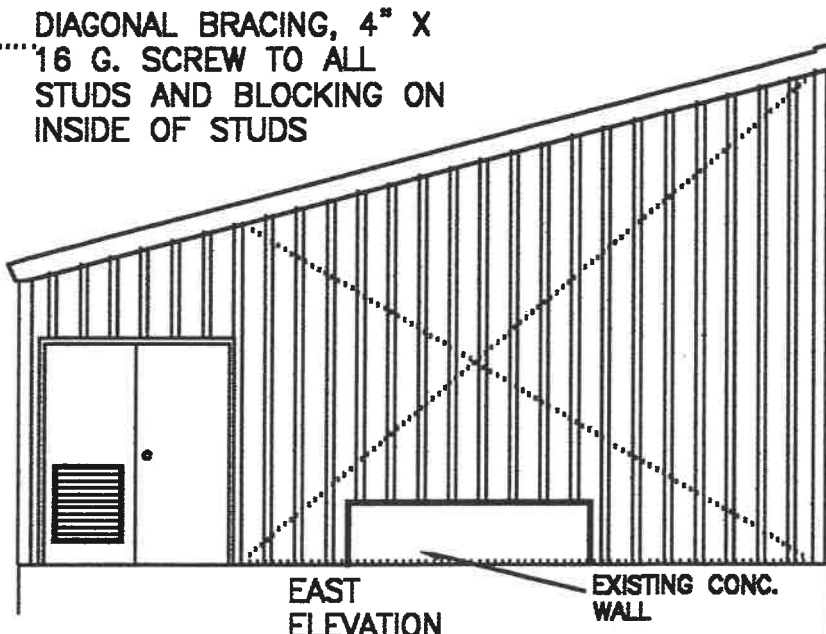 DIAGONAL BRACING, 4" X
16 G. SCREW TO ALL
STUDS AND BLOCKING ON
INSIDE OF STUDS
EAST
ELEVATION
EXISTING CONC.
WALL